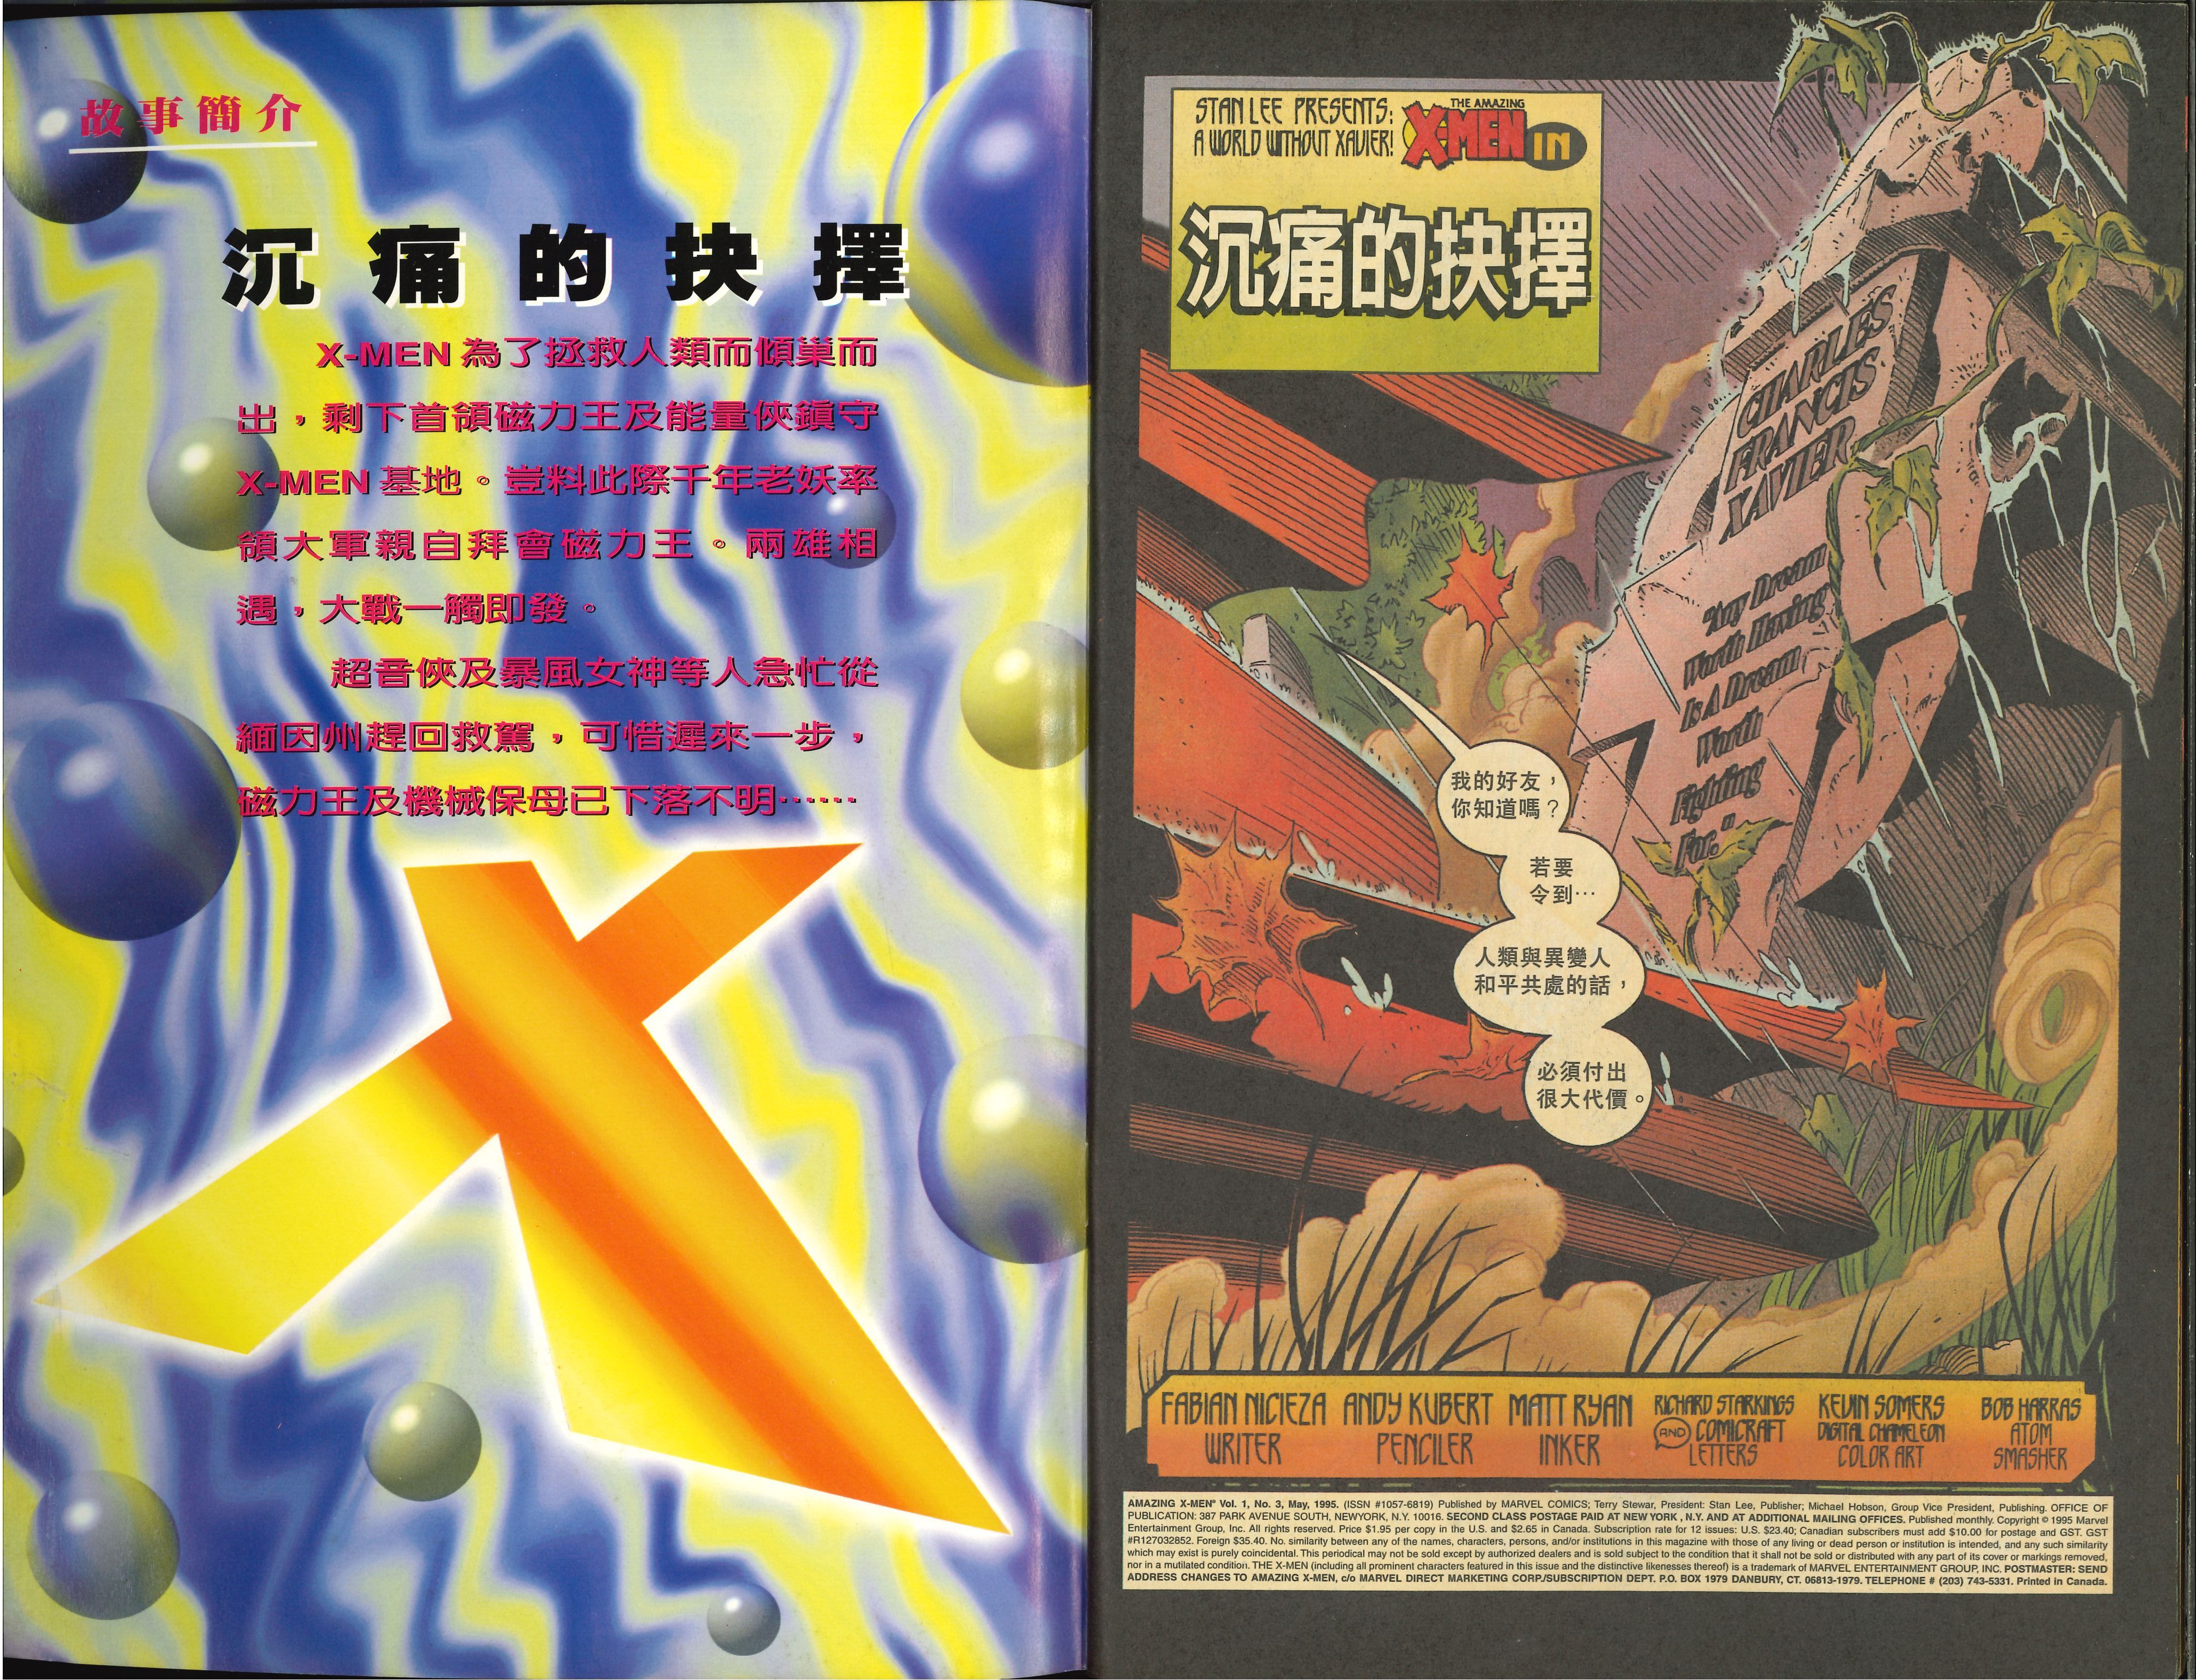 故事簡介
沉痛的抉擇
X-MEN 為了拯救人類而傾巢而
出，剩下首領磁力王及能量俠鎮守
X-MEN 基地。豈料此際千年老妖率
領大軍親自拜會磁力王。兩雄相
遇，大戰一觸即發。
超音俠及暴風女神等人急忙從
緬因州趕回救駕，可惜遲來一步，
磁力王及機械保母已下落不明……
STAN LEE PRESENTS:
A WORLD WITHOUT XAVIER!
THE AMAZING
X-MEN IN
沉痛的抉擇
CHARLES
FRANCIS
XAVIER
"Any Dream
Worth Having
Is A Dream
Worth
Fighting
For."
我的好友，
你知道嗎？
若要
令到…
人類與異變人
和平共處的話，
必須付出
很大代價。
FABIAN NICIEZA
WRITER
ANDY KUBERT
PENCILER
MATT RYAN
INKER
RICHARD STARKINGS
AND COMICRAFT
LETTERS
KEVIN SOMERS
DIGITAL CHAMELEON
COLOR ART
BOB HARRAS
ATOM
SMASHER
AMAZING X-MEN® Vol. 1, No. 3, May, 1995. (ISSN #1057-6819) Published by MARVEL COMICS; Terry Stewar, President: Stan Lee, Publisher; Michael Hobson, Group Vice President, Publishing. OFFICE OF
PUBLICATION: 387 PARK AVENUE SOUTH, NEWYORK, N.Y. 10016. SECOND CLASS POSTAGE PAID AT NEW YORK , N.Y. AND AT ADDITIONAL MAILING OFFICES. Published monthly. Copyright © 1995 Marvel
Entertainment Group, Inc. All rights reserved. Price $1.95 per copy in the U.S. and $2.65 in Canada. Subscription rate for 12 issues: U.S. $23.40; Canadian subscribers must add $10.00 for postage and GST. GST
#R127032852. Foreign $35.40. No. similarity between any of the names, characters, persons, and/or institutions in this magazine with those of any living or dead person or institution is intended, and any such similarity
which may exist is purely coincidental. This periodical may not be sold except by authorized dealers and is sold subject to the condition that it shall not be sold or distributed with any part of its cover or markings removed,
nor in a mutilated condition. THE X-MEN (including all prominent characters featured in this issue and the distinctive likenesses thereof) is a trademark of MARVEL ENTERTAINMENT GROUP, INC. POSTMASTER: SEND
ADDRESS CHANGES TO AMAZING X-MEN, c/o MARVEL DIRECT MARKETING CORP./SUBSCRIPTION DEPT. P.O. BOX 1979 DANBURY, CT. 06813-1979. TELEPHONE # (203) 743-5331. Printed in Canada.